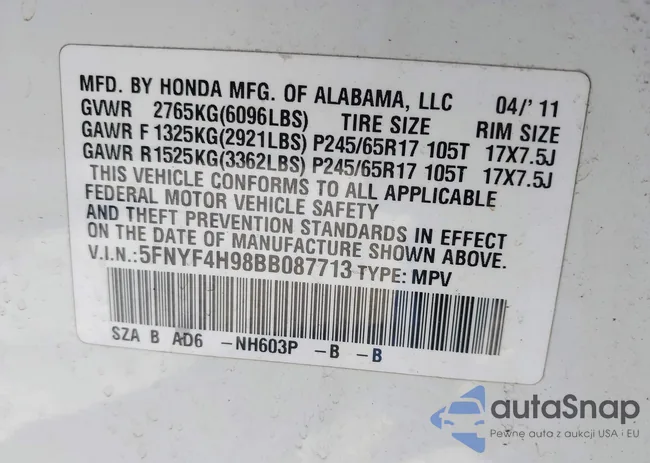 MFD. BY HONDA MFG. OF ALABAMA, LLC 04/'11
GVWR 2765KG(6096LBS) TIRE SIZE RIM SIZE
GAWR F 1325KG(2921LBS) P245/65R17 105T 17X7.5J
GAWR R1525KG(3362LBS) P245/65R17 105T 17X7.5J
THIS VEHICLE CONFORMS TO ALL APPLICABLE
FEDERAL MOTOR VEHICLE SAFETY
AND THEFT PREVENTION STANDARDS IN EFFECT
ON THE DATE OF MANUFACTURE SHOWN ABOVE.
V.I.N.:5FNYF4H98BB087713 TYPE: MPV
SZA B AD6 -NH603P -B -B
autaSnap
Pewne auta z aukcji USA i EU